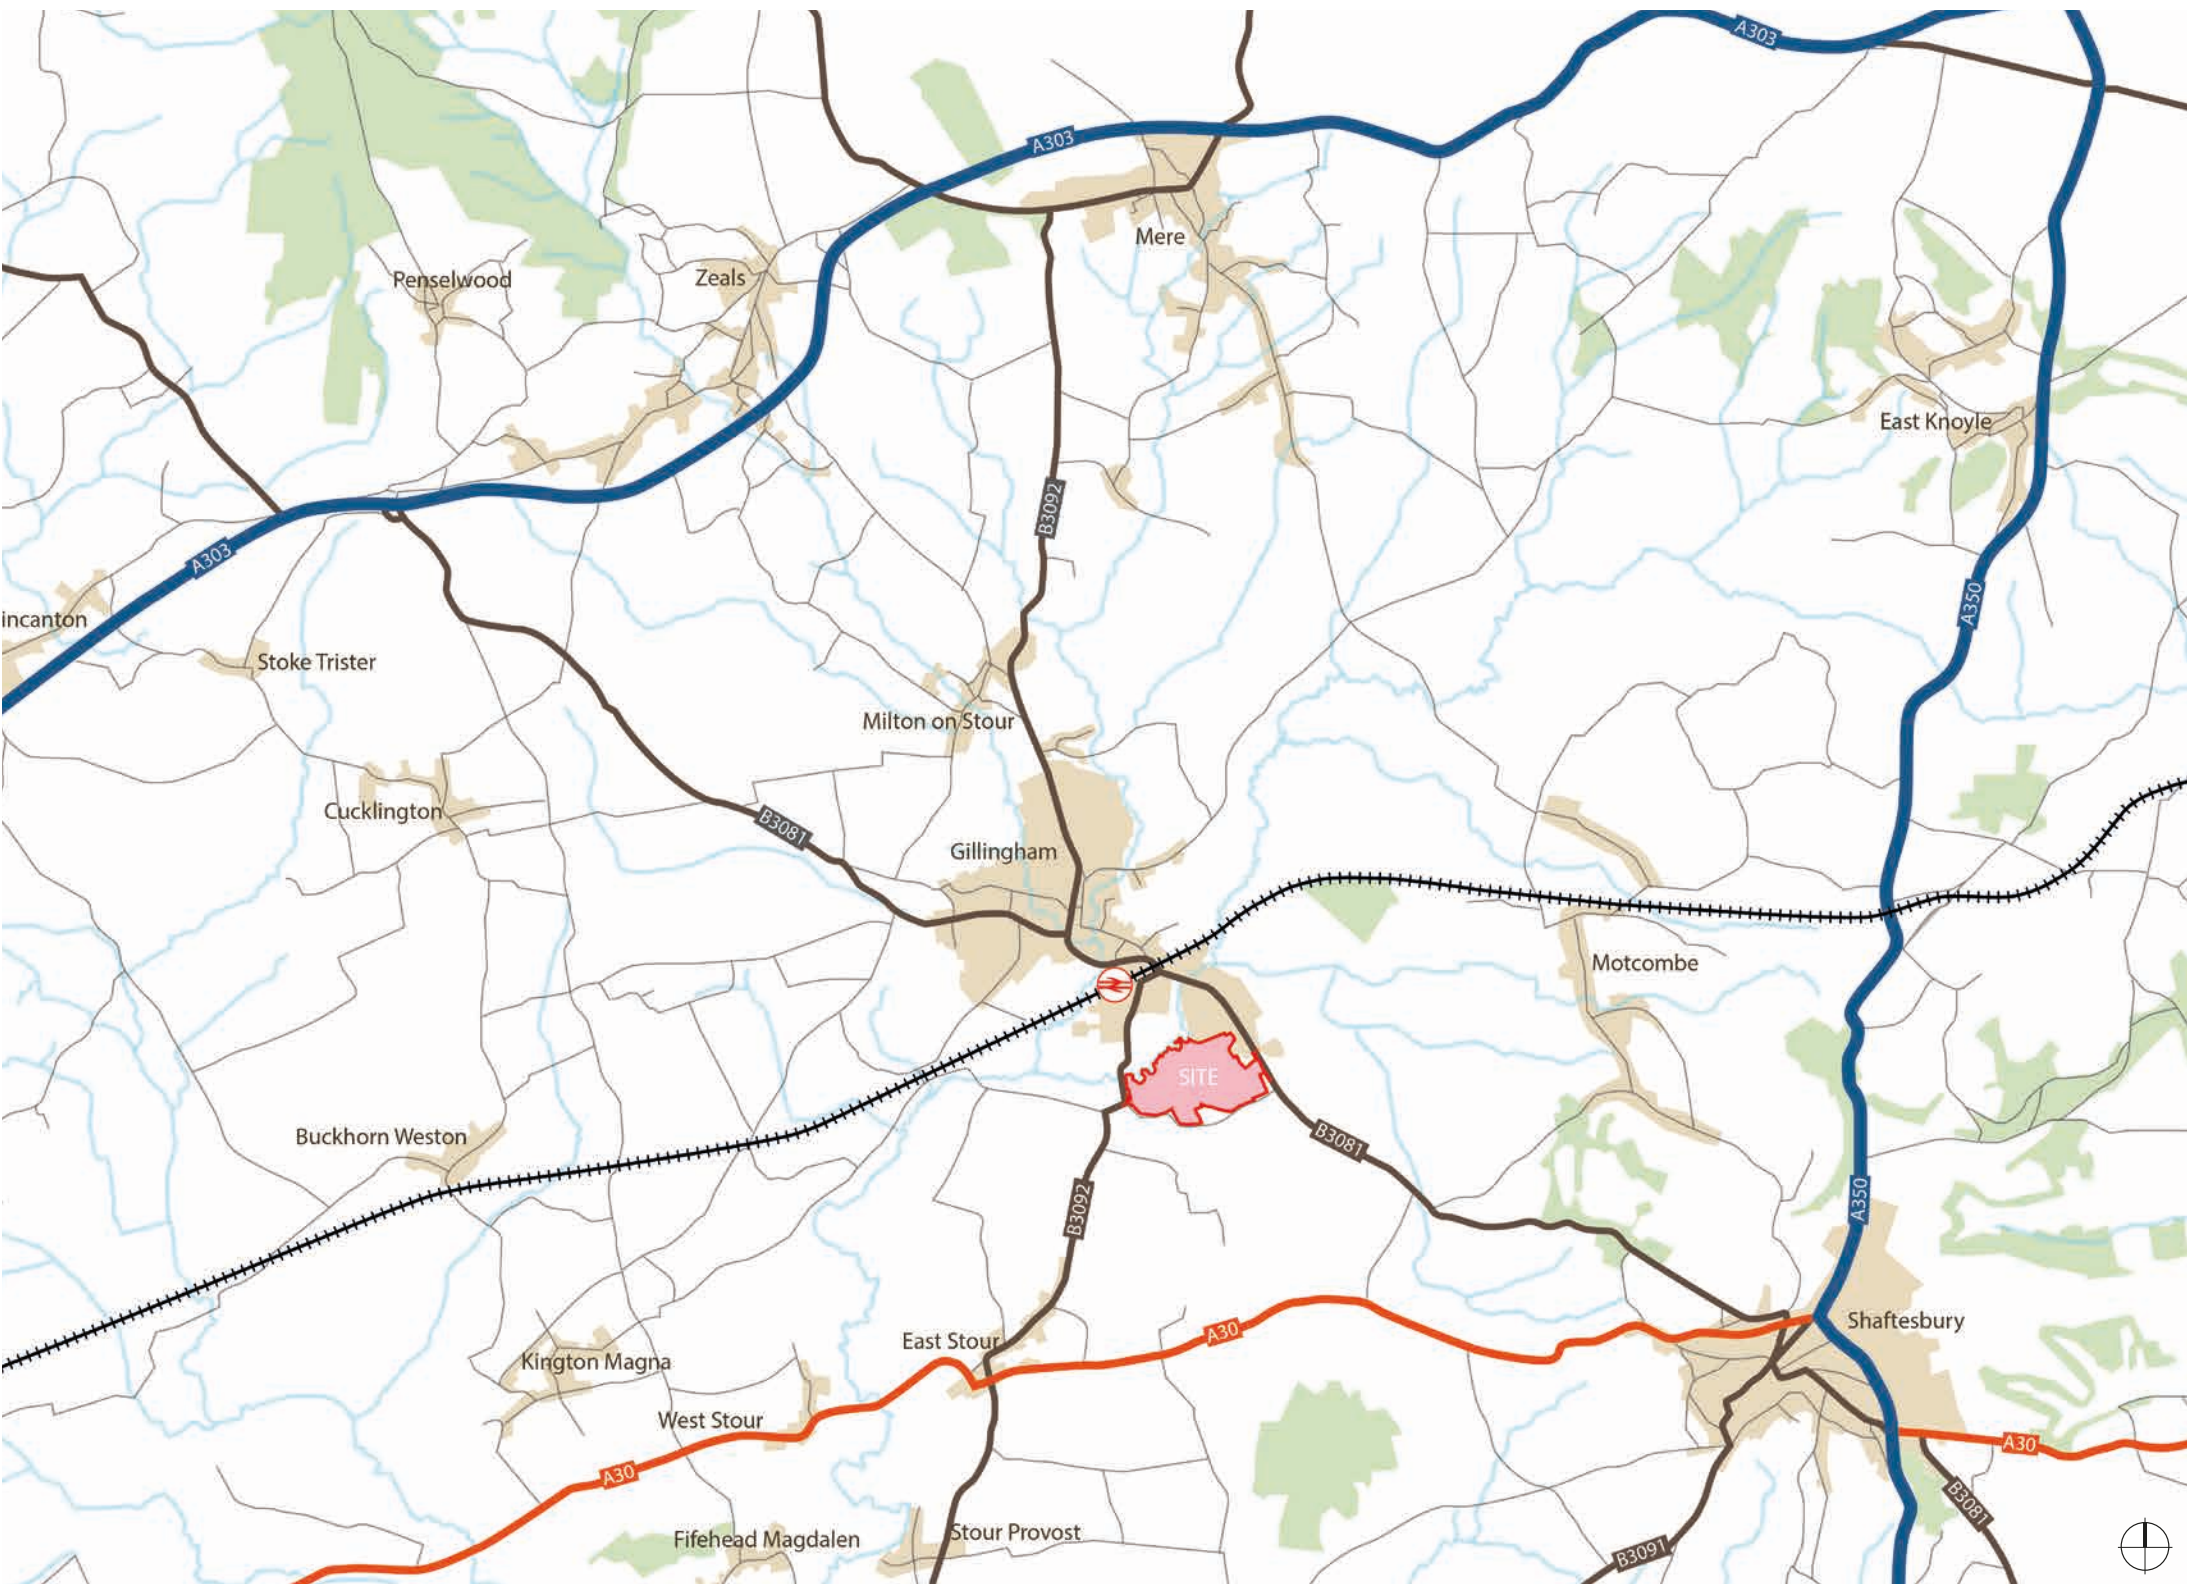 A303
A303
Mere
Penselwood
Zeals
East Knoyle
B3092
A303
A350
incanton
Stoke Trister
Milton on Stour
Cucklington
B3081
Gillingham
Motcombe
SITE
Buckhorn Weston
B3081
B3092
A350
Shaftesbury
East Stour
A30
Kington Magna
West Stour
A30
A30
B3081
Stour Provost
Fifehead Magdalen
B3091